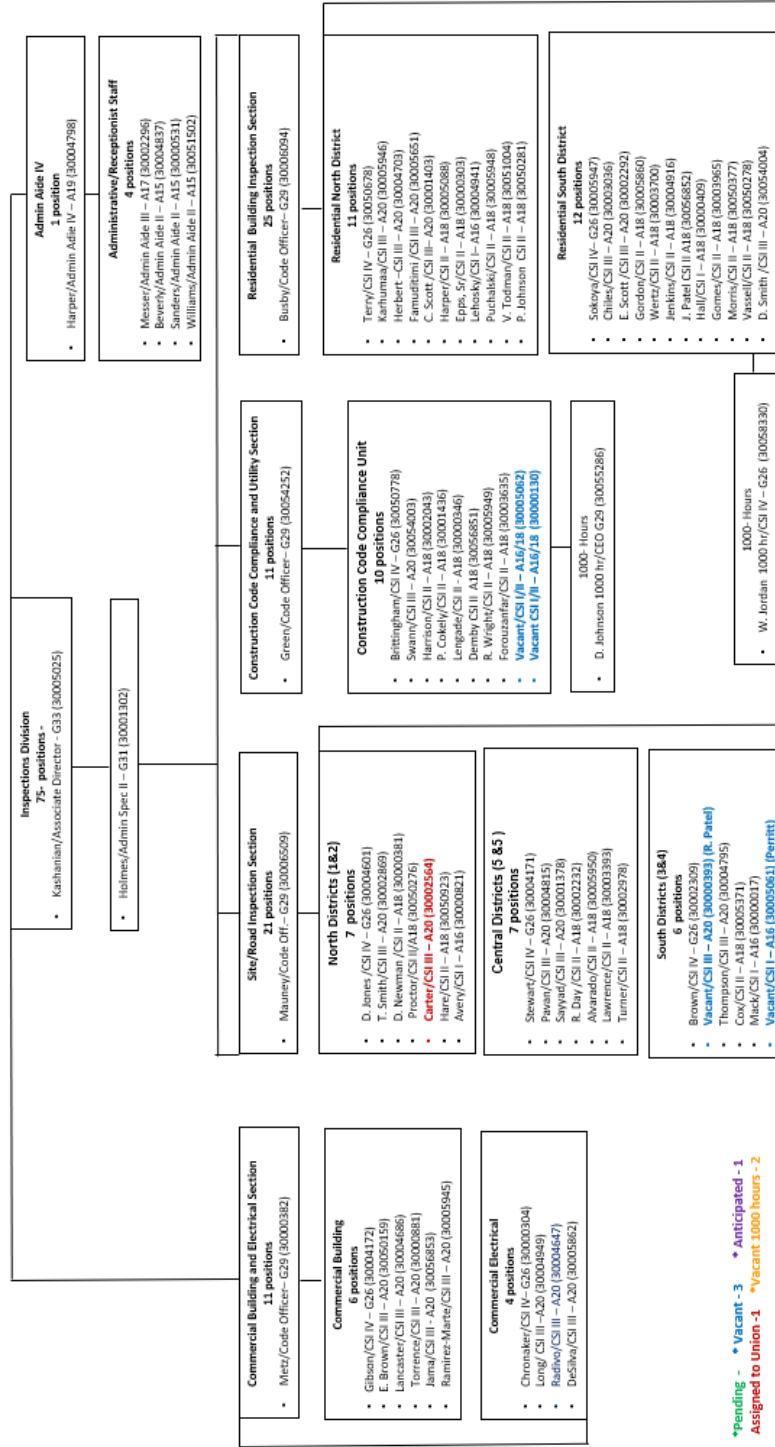 Inspections Division
75- positions -
• Kashanian/Associate Director - G33 (30005025)
• Holmes/Admin Spec II – G31 (30001302)
Admin Aide IV
1 position
• Harper/Admin Adile IV – A19 (30004798)
Administrative/Receptionist Staff
4 positions
• Messer/Admin Aide III – A17 (30002296)
• Beverly/Admin Aide II – A15 (30004837)
• Sanders/Admin Aide II – A15 (30000531)
• Williams/Admin Aide II – A15 (30051502)
Commercial Building and Electrical Section
11 positions
• Metz/Code Officer– G29 (30000382)
Commercial Building
6 positions
• Gibson/CSI IV – G26 (30004172)
• E. Brown/CSI III – A20 (30050159)
• Lancaster/CSI III – A20 (30004686)
• Torrence/CSI III – A20 (30000881)
• Jama/CSI III - A20 (30056853)
• Ramirez-Marte/CSI III – A20 (30005945)
Commercial Electrical
4 positions
• Chronaker/CSI IV– G26 (30000304)
• Long/ CSI III –A20 (30004949)
• Radivo/CSI III – A20 (30004647)
• DeSilva/CSI III – A20 (30005862)
Site/Road Inspection Section
21 positions
• Mauney/Code Off.– G29 (30006509)
North Districts (1&2)
7 positions
• D. Jones /CSI IV – G26 (30004601)
• T. Smith/CSI III – A20 (30002869)
• D. Newman /CSI II – A18 (30000381)
• Proctor/CSI II/A18 (30050276)
• Carter/CSI III – A20 (30002564)
• Hare/CSI II – A18 (30050923)
• Avery/CSI I – A16 (30000821)
Central Districts (5 &5 )
7 positions
• Stewart/CSI IV – G26 (30004171)
• Pavan/CSI III – A20 (30004815)
• Sayyad/CSI III – A20 (30001378)
• R. Day /CSI II – A18 (30002232)
• Alvarado/CSI II – A18 (30005950)
• Lawrence/CSI II – A18 (30003393)
• Turner/CSI II – A18 (30002978)
South Districts (3&4)
6 positions
• Brown/CSI IV – G26 (30002309)
• Vacant/CSI III – A20 (30000393) (R. Patel)
• Thompson/CSI III – A20 (30004795)
• Cox/CSI II – A18 (30005371)
• Mack/CSI I – A16 (30000017)
• Vacant/CSI I – A16 (30005061) (Perritt)
Construction Code Compliance and Utility Section
11 positions
• Green/Code Officer– G29 (30054252)
Construction Code Compliance Unit
10 positions
• Brittingham/CSI IV – G26 (30050778)
• Swann/CSI III – A20 (30054003)
• Harrison/CSI II – A18 (30002043)
• P. Cokely/CSI II – A18 (30001436)
• Lengade/CSI II - A18 (30000346)
• Demby CSI II A18 (30056851)
• R. Wright/CSI II – A18 (30005949)
• Forouzanfar/CSI II – A18 (30003635)
• Vacant/CSI I/II – A16/18 (30005062)
• Vacant CSI I/II – A16/18 (30000130)
1000- Hours
• D. Johnson 1000 hr/CEO G29 (30055286)
Residential Building Inspection Section
25 positions
• Busby/Code Officer– G29 (30006094)
Residential North District
11 positions
• Terry/CSI IV – G26 (30050678)
• Karhumaa/CSI III – A20 (30005946)
• Herbert –CSI III – A20 (30004703)
• Famuditimi /CSI III – A20 (30005651)
• C. Scott /CSI III– A20 (30001403)
• Harper/CSI II – A18 (30005088)
• Epps, Sr/CSI II – A18 (30000303)
• Lehosky/CSI I– A16 (30004941)
• Puchalski/CSI II – A18 (30005948)
• V. Todman/CSI II – A18 (30051004)
• P. Johnson CSI II – A18 (30050281)
Residential South District
12 positions
• Sokoya/CSI IV– G26 (30005947)
• Chiles/CSI III – A20 (30003036)
• E. Scott /CSI III – A20 (30002292)
• Gordon/CSI II – A18 (30005860)
• Wertz/CSI II – A18 (30003700)
• Jenkins/CSI II – A18 (30004916)
• J. Patel CSI II A18 (30056852)
• Hall/CSI I – A18 (30000409)
• Gomes/CSI II – A18 (30003965)
• Morris/CSI II – A18 (30050377)
• Vassell/CSI II – A18 (30050278)
• D. Smith /CSI III – A20 (30054004)
1000- Hours
• W. Jordan 1000 hr/CSI IV – G26 (30058330)
*Pending - * Vacant - 3 * Anticipated - 1
Assigned to Union -1 *Vacant 1000 hours - 2